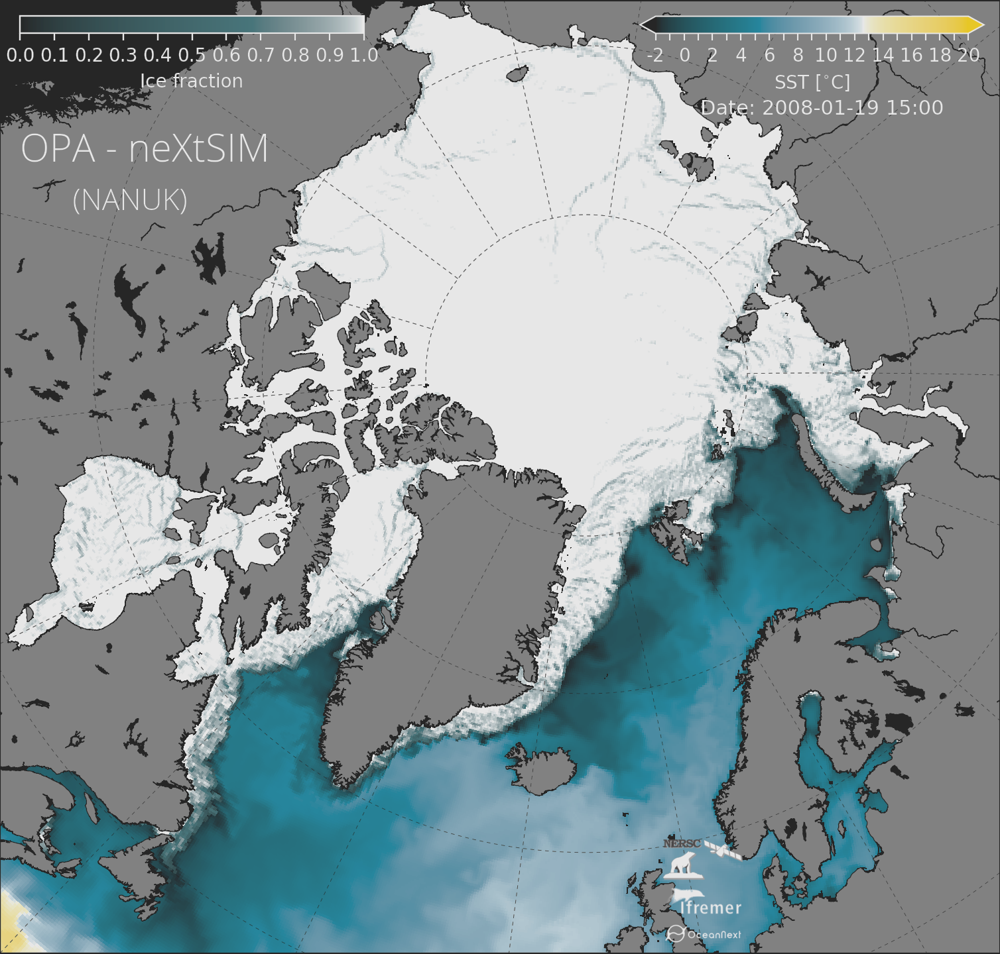 0.0 0.1 0.2 0.3 0.4 0.5 0.6 0.7 0.8 0.9 1.0
Ice fraction
-2 0 2 4 6 8 10 12 14 16 18 20
SST [°C]
Date: 2008-01-19 15:00
OPA - neXtSIM
(NANUK)
NERSC
Ifremer
OceanNext